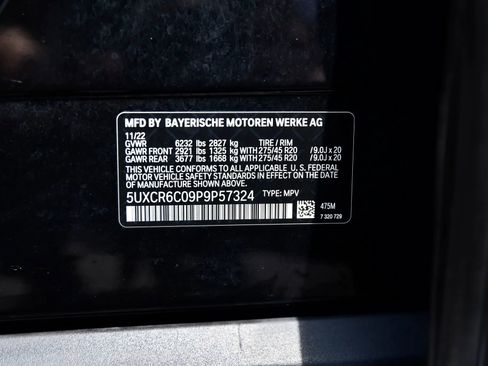 MFD BY BAYERISCHE MOTOREN WERKE AG
11/22
GVWR 6232 lbs 2827 kg TIRE / RIM
GAWR FRONT 2921 lbs 1325 kg WITH 275/45 R20 /9.0J x 20
GAWR REAR 3677 lbs 1668 kg WITH 275/45 R20 /9.0J x 20
THIS VEHICLE CONFORMS TO ALL APPLICABLE U. S. FEDERAL
MOTOR VEHICLE SAFETY STANDARDS IN EFFECT ON THE DATE
OF MANUFACTURE SHOWN ABOVE.
5UXCR6C09P9P57324 TYPE: MPV
475M
7 320 729